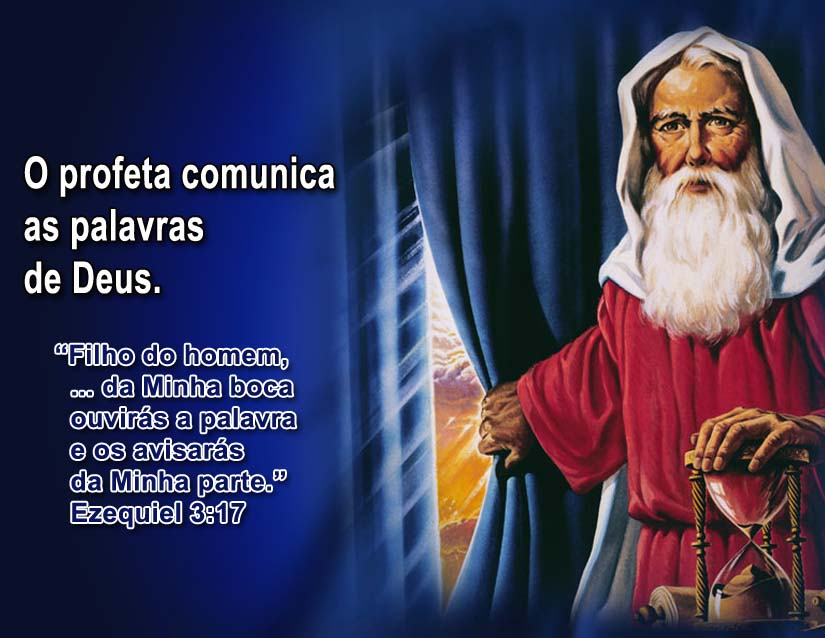 O profeta comunica
as palavras
de Deus.
“Filho do homem,
... da Minha boca
ouvirás a palavra
e os avisarás
da Minha parte.”
Ezequiel 3:17